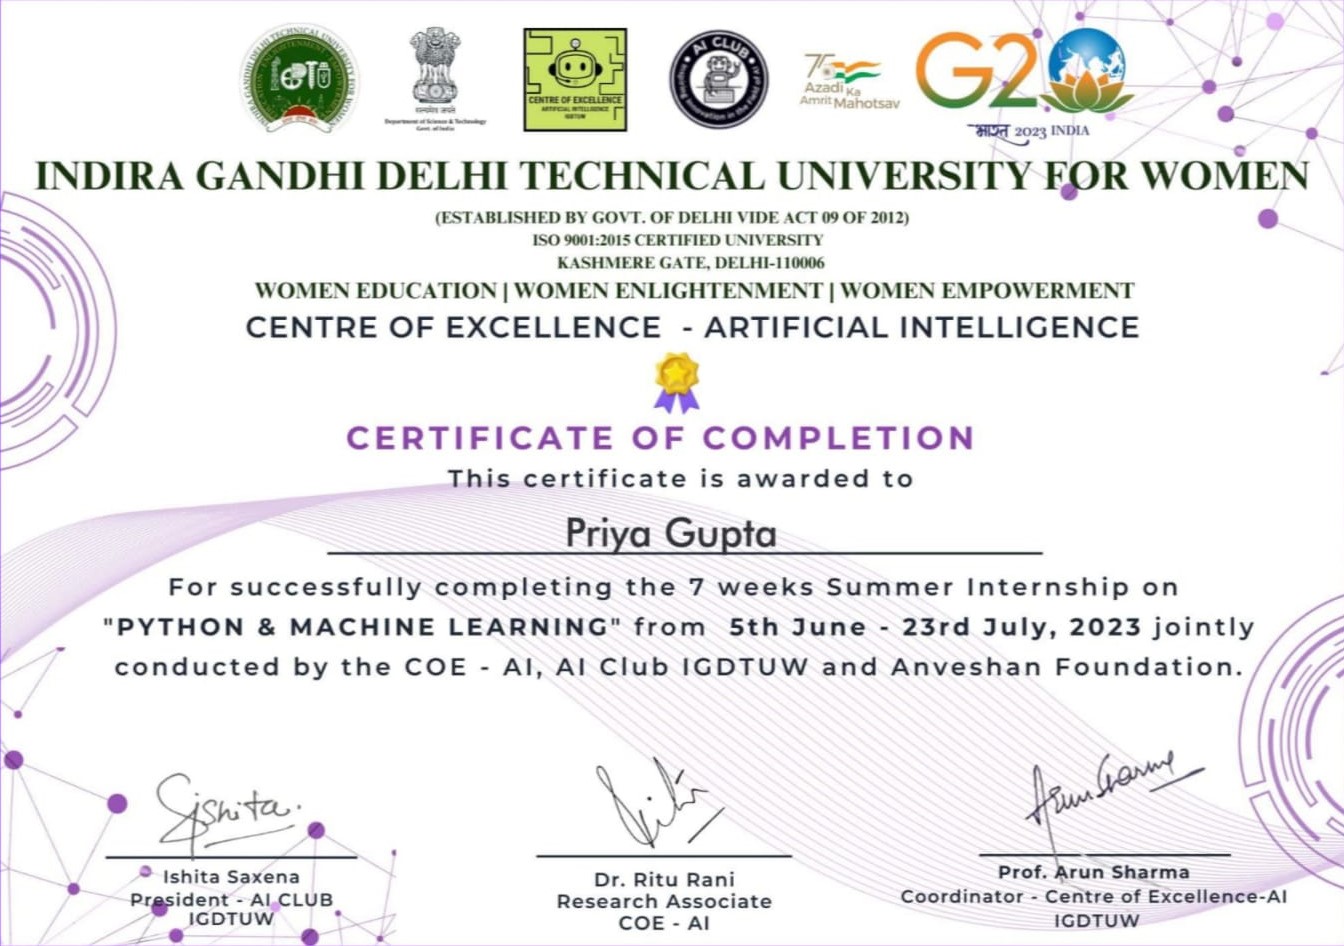 INDIRA GANDHI DELHI TECHNICAL UNIVERSITY FOR WOMEN
सत्यमेव जयते
Department of Science & Technology
Govt. of India
CENTRE OF EXCELLENCE
ARTIFICIAL INTELLIGENCE
IGDTUW
AI CLUB
75
Azadi Ka
Amrit Mahotsav
G20
भारत 2023 INDIA
INDIRA GANDHI DELHI TECHNICAL UNIVERSITY FOR WOMEN
(ESTABLISHED BY GOVT. OF DELHI VIDE ACT 09 OF 2012)
ISO 9001:2015 CERTIFIED UNIVERSITY
KASHMERE GATE, DELHI-110006
WOMEN EDUCATION | WOMEN ENLIGHTENMENT | WOMEN EMPOWERMENT
CENTRE OF EXCELLENCE - ARTIFICIAL INTELLIGENCE
CERTIFICATE OF COMPLETION
This certificate is awarded to
Priya Gupta
For successfully completing the 7 weeks Summer Internship on
"PYTHON & MACHINE LEARNING" from 5th June - 23rd July, 2023 jointly
conducted by the COE - AI, AI Club IGDTUW and Anveshan Foundation.
Ishita
Arun Sharma
Ishita Saxena
President - AI CLUB
IGDTUW
Dr. Ritu Rani
Research Associate
COE - AI
Prof. Arun Sharma
Coordinator - Centre of Excellence-AI
IGDTUW